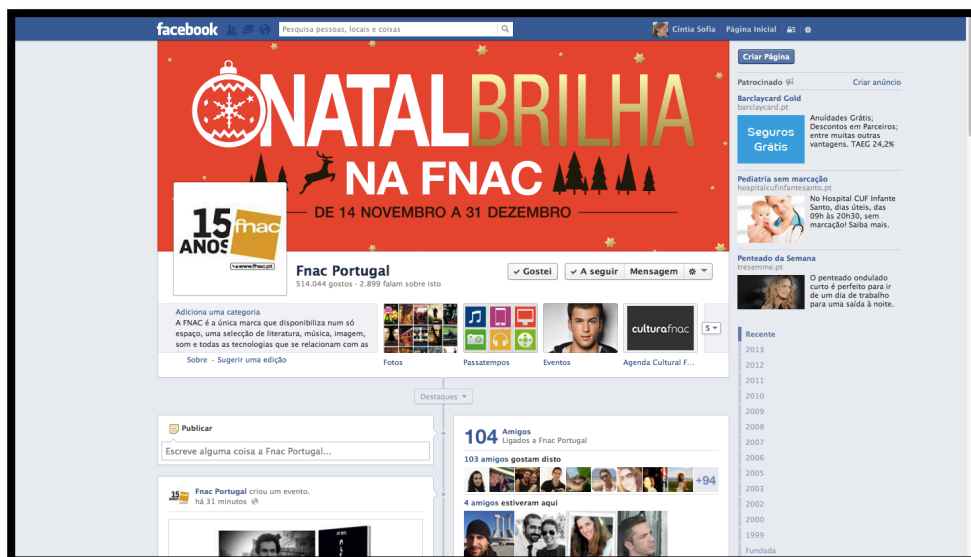 facebook
Pesquisa pessoas, locais e coisas
Cintia Sofia
Página Inicial
NATAL BRILHA
NA FNAC
DE 14 NOVEMBRO A 31 DEZEMBRO
15
ANOS
fnac
www.fnac.pt
Fnac Portugal
514.044 gostos · 2.899 falam sobre isto
✓ Gostei
✓ A seguir
Mensagem
Adiciona uma categoria
A FNAC é a única marca que disponibiliza num só
espaço, uma selecção de literatura, música, imagem,
som e todas as tecnologias que se relacionam com as
Sobre – Sugerir uma edição
Fotos
Passatempos
Eventos
culturafnac
Agenda Cultural F...
5
Destaques
Publicar
Escreve alguma coisa a Fnac Portugal...
15
ANOS
Fnac Portugal criou um evento.
há 31 minutos
104 Amigos
Ligados a Fnac Portugal
103 amigos gostam disto
+94
4 amigos estiveram aqui
Criar Página
Patrocinado
Criar anúncio
Barclaycard Gold
barclaycard.pt
Seguros
Grátis
Anuídades Grátis;
Descontos em Parceiros;
entre muitas outras
vantagens. TAEG 24,2%
Pediatria sem marcação
hospitalcufinfantesanto.pt
No Hospital CUF Infante
Santo, dias úteis, das
09h às 20h30, sem
marcação! Saiba mais.
Penteado da Semana
tresemme.pt
O penteado ondulado
curto é perfeito para ir
de um dia de trabalho
para uma saída à noite.
Recente
2013
2012
2011
2010
2009
2008
2007
2006
2005
2003
2002
2000
1999
Fundada